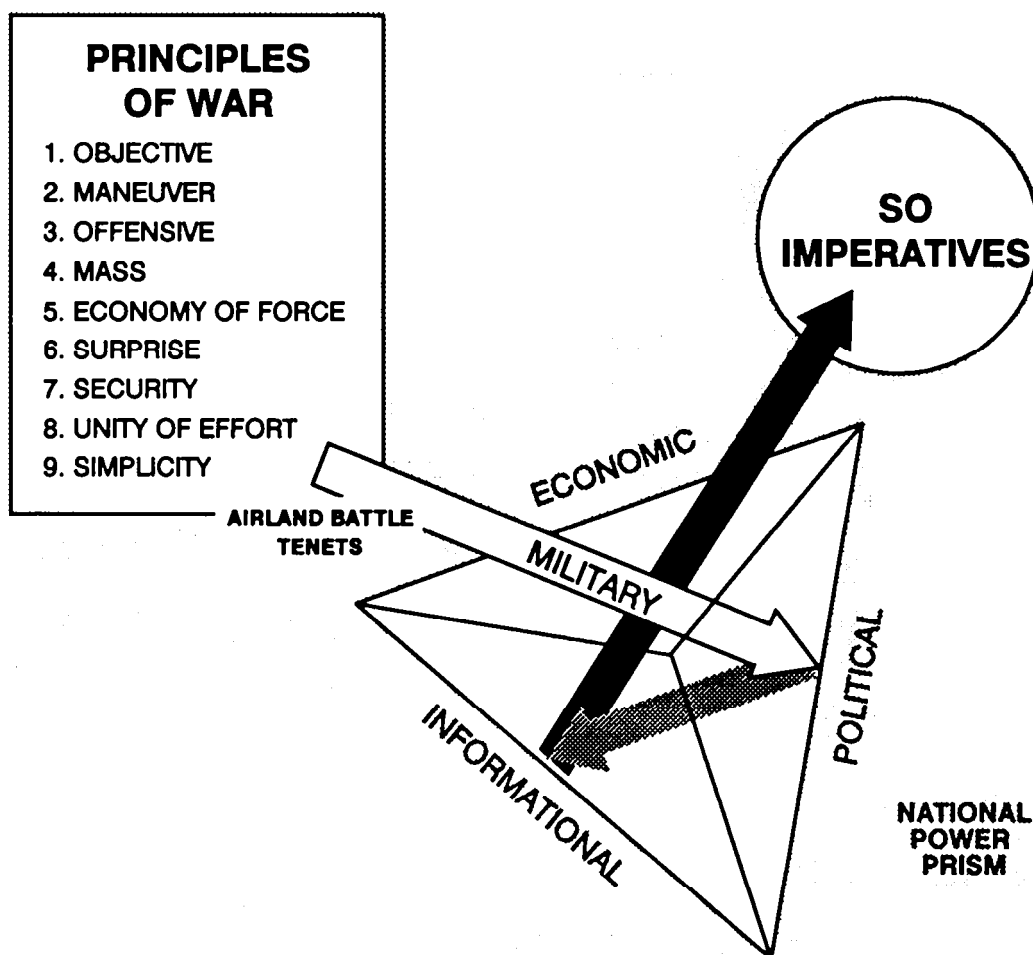 PRINCIPLES
OF WAR
1. OBJECTIVE
2. MANEUVER
3. OFFENSIVE
4. MASS
5. ECONOMY OF FORCE
6. SURPRISE
7. SECURITY
8. UNITY OF EFFORT
9. SIMPLICITY
AIRLAND BATTLE
TENETS
SO
IMPERATIVES
ECONOMIC
MILITARY
POLITICAL
INFORMATIONAL
NATIONAL
POWER
PRISM